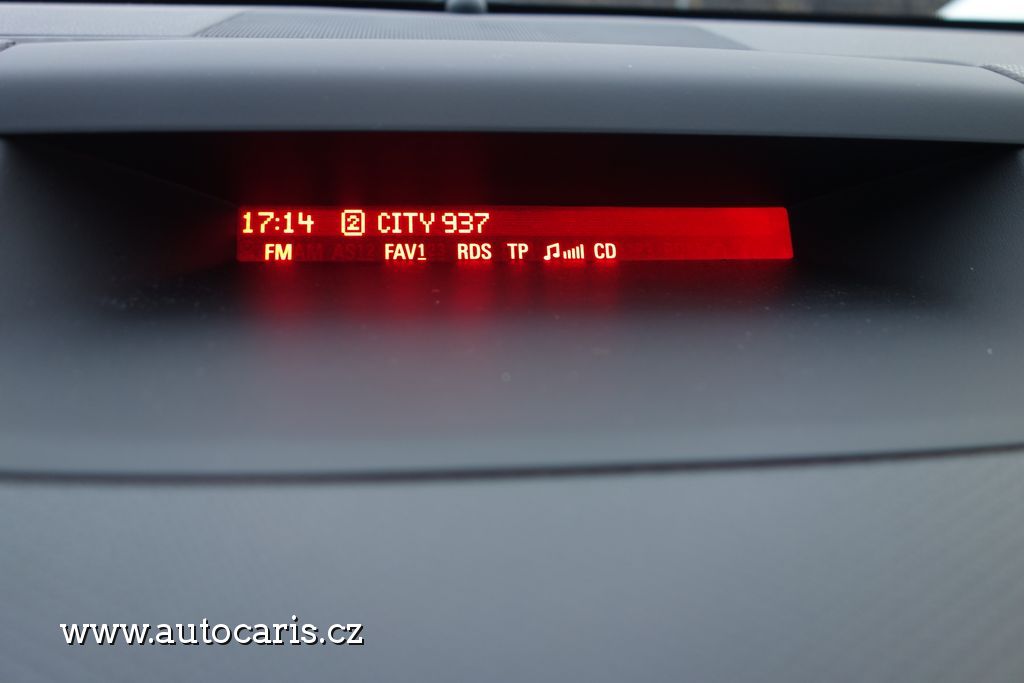 17:14 2 CITY 937
FM FAV1 RDS TP CD
www.autocaris.cz